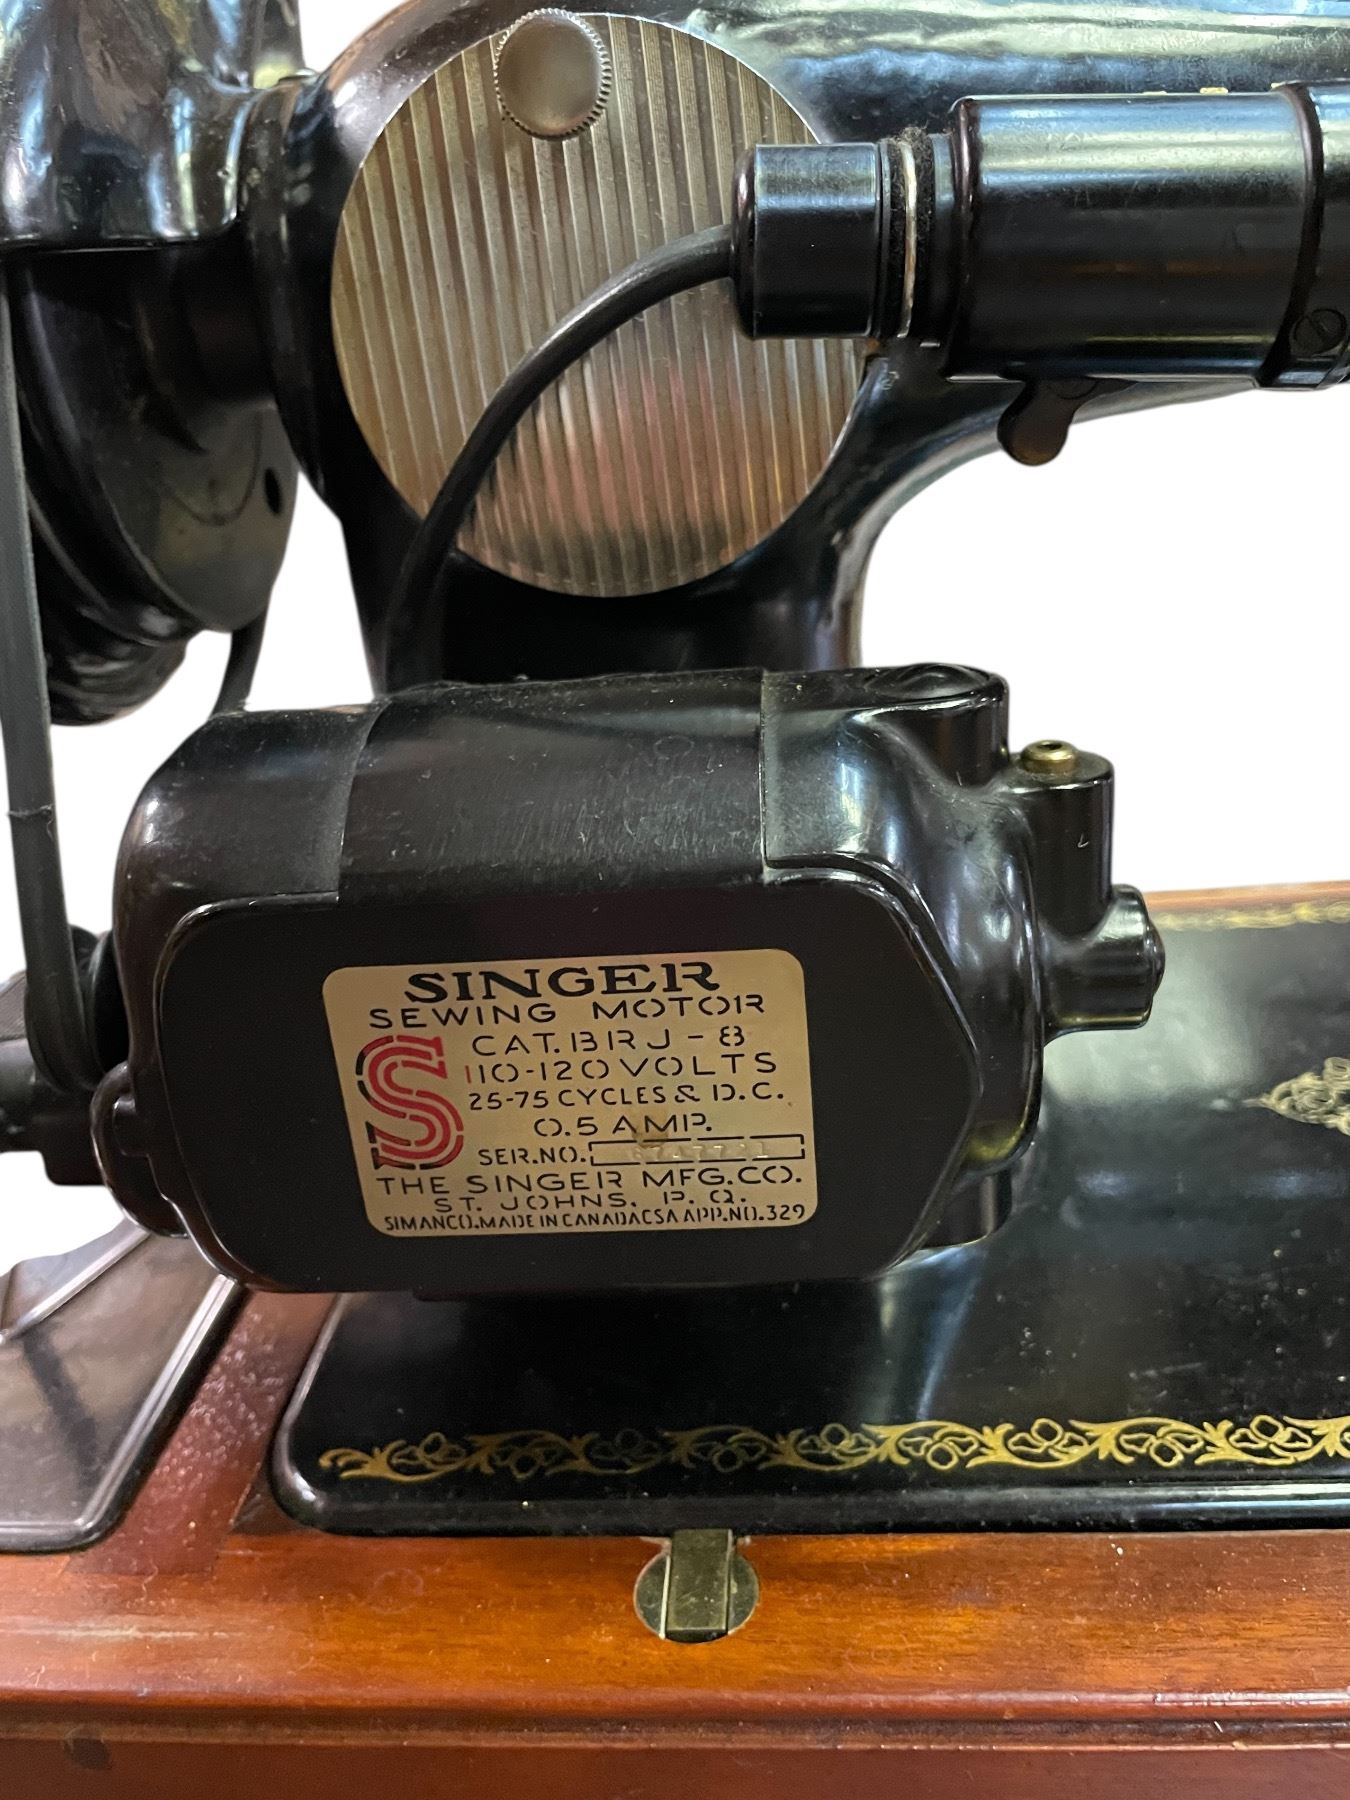 SINGER
SEWING MOTOR
CAT. BRJ-8
110-120 VOLTS
25-75 CYCLES & D.C.
0.5 AMP.
SER.NO.
THE SINGER MFG.CO.
ST. JOHNS, P. Q.
SIMANCO.MADE IN CANADA CSA APP.NO.329